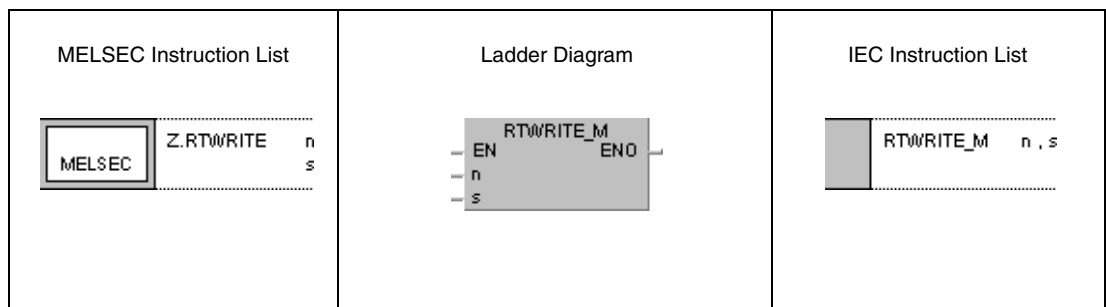 MELSEC Instruction List
MELSEC
Z.RTWRITE n
s
Ladder Diagram
RTWRITE_M
EN ENO
n
s
IEC Instruction List
RTWRITE_M n , s